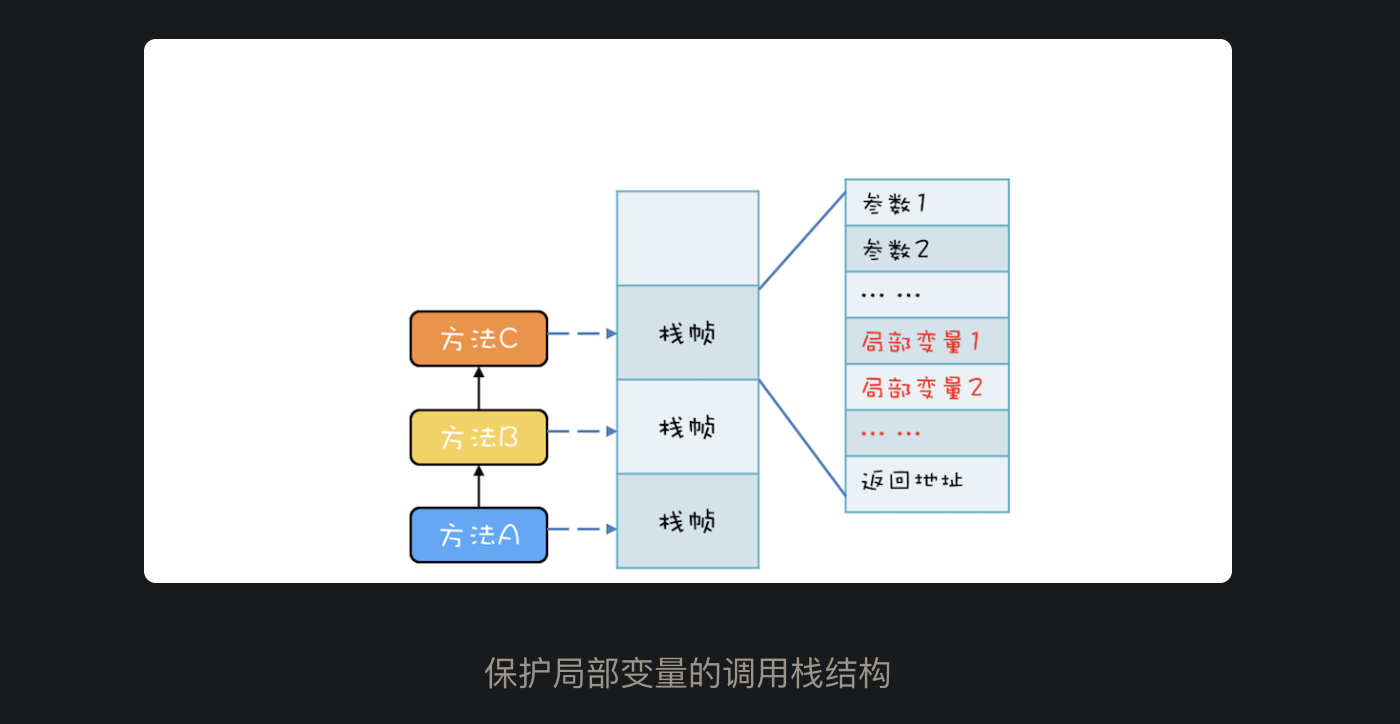 方法C
方法B
方法A
栈帧
栈帧
栈帧
参数1
参数2
... ...
局部变量1
局部变量2
... ...
返回地址
保护局部变量的调用栈结构